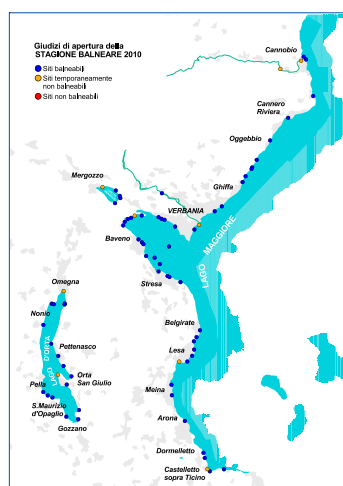 Giudizi di apertura della
STAGIONE BALNEARE 2010
Siti balneabili
Siti temporaneamente
non balneabili
Siti non balneabili
Cannobio
Cannero
Riviera
Oggebbio
Ghiffa
Mergozzo
VERBANIA
Baveno
LAGO MAGGIORE
Stresa
Omegna
Nonio
Belgirate
Pettenasco
Lesa
LAGO D'ORTA
Orta
San Giulio
Pella
Meina
S.Maurizio
d'Opaglio
Gozzano
Arona
Dormelletto
Castelletto
sopra Ticino